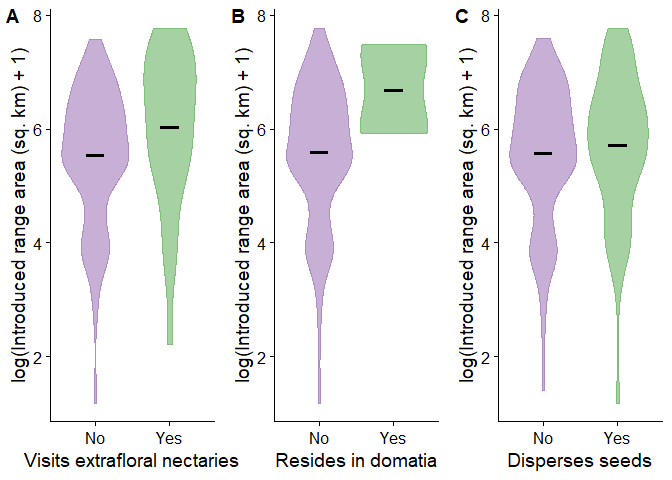 A
log(Introduced range area (sq. km) + 1)
8
6
4
2
No
Yes
Visits extrafloral nectaries
B
log(Introduced range area (sq. km) + 1)
8
6
4
2
No
Yes
Resides in domatia
C
log(Introduced range area (sq. km) + 1)
8
6
4
2
No
Yes
Disperses seeds